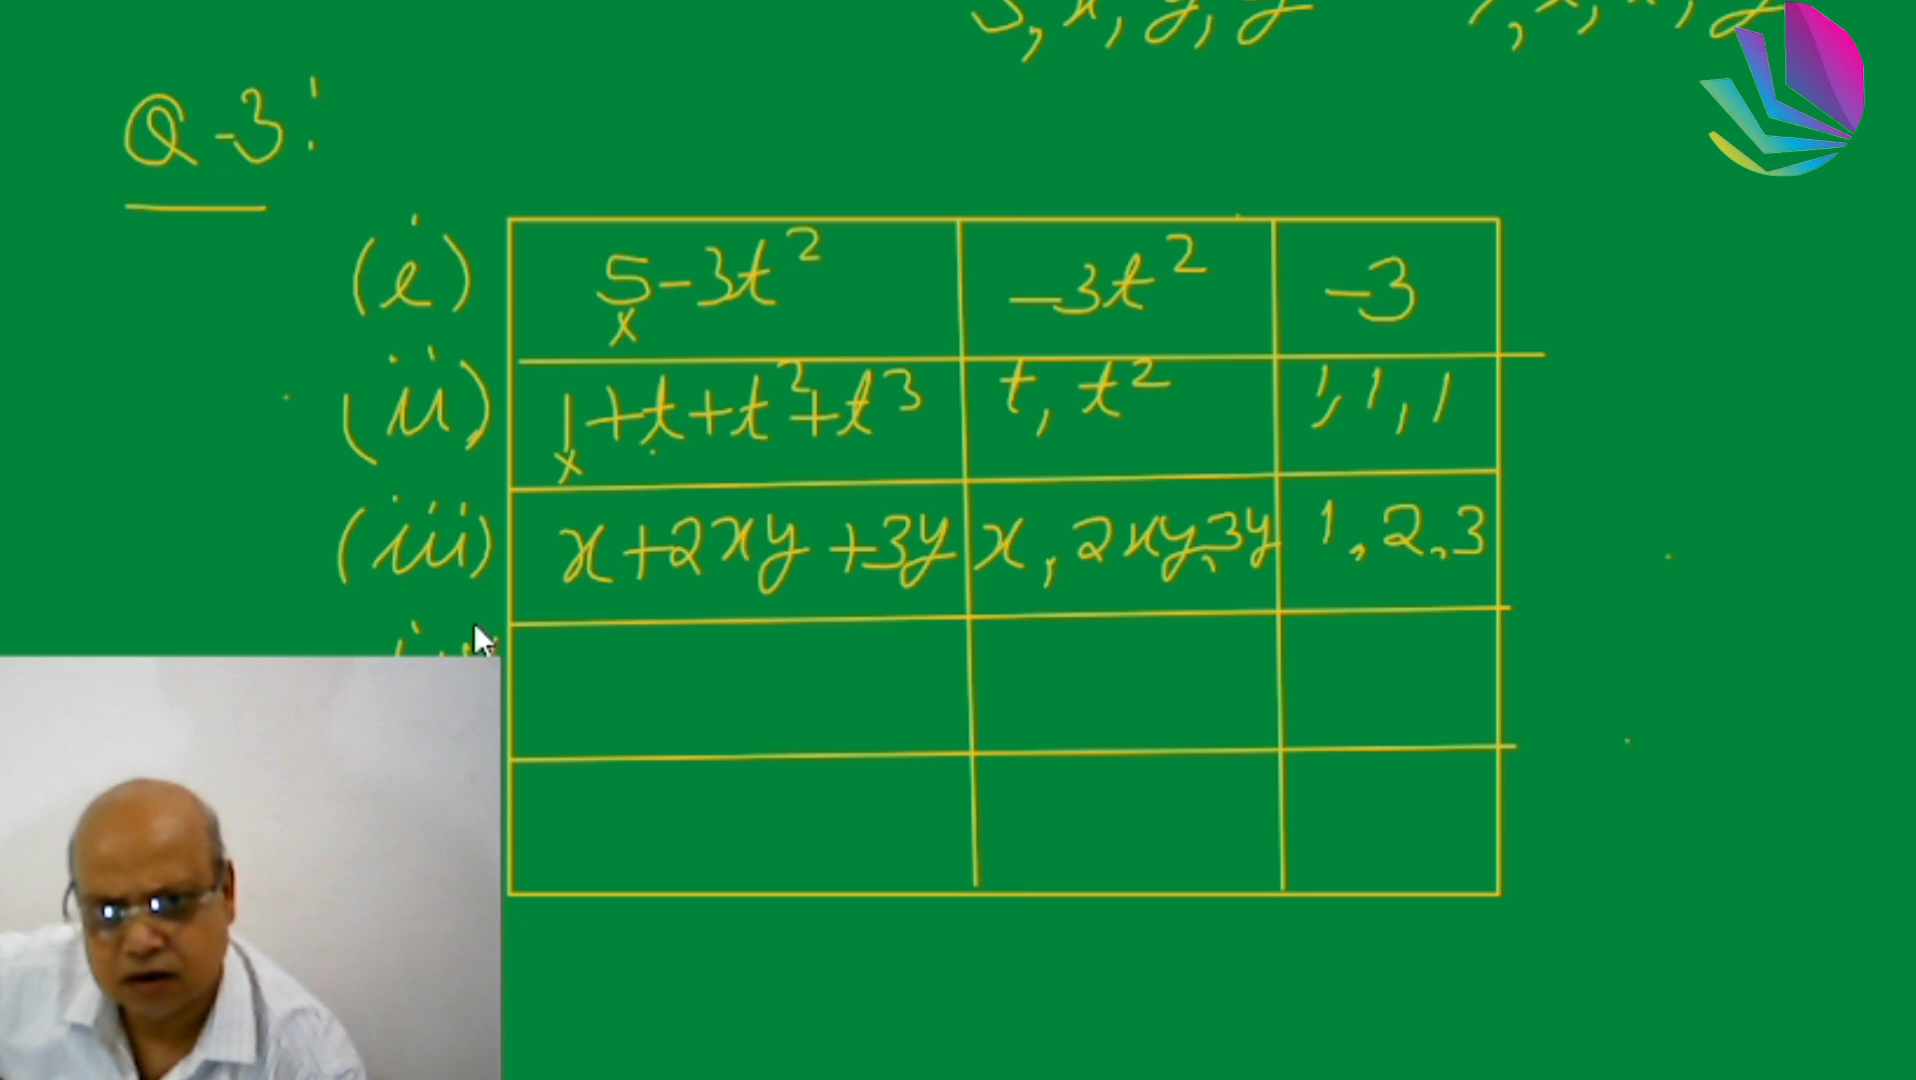 Q-3:
(i) 5-3t² -3t² -3
x
(ii) 1+t+t²+t³ t, t² 1,1,1
x
(iii) x+2xy+3y x, 2xy,3y 1,2,3